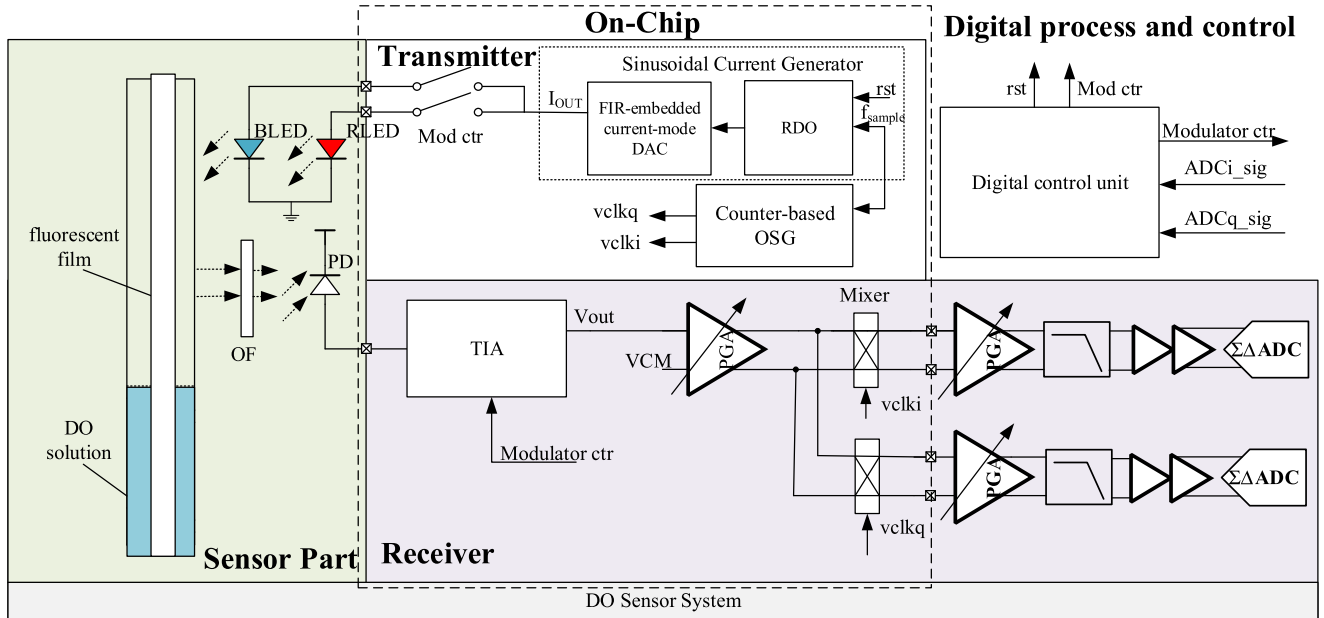 On-Chip
Digital process and control
Transmitter
Sinusoidal Current Generator
I_OUT
FIR-embedded
current-mode
DAC
RDO
rst
f_sample
Mod ctr
BLED
RLED
Counter-based
OSG
vclkq
vclki
rst
Mod ctr
Digital control unit
Modulator ctr
ADCi_sig
ADCq_sig
fluorescent
film
OF
PD
DO
solution
Sensor Part
TIA
Vout
VCM
Modulator ctr
PGA
Mixer
vclki
vclkq
PGA
ΣΔADC
PGA
ΣΔADC
Receiver
DO Sensor System